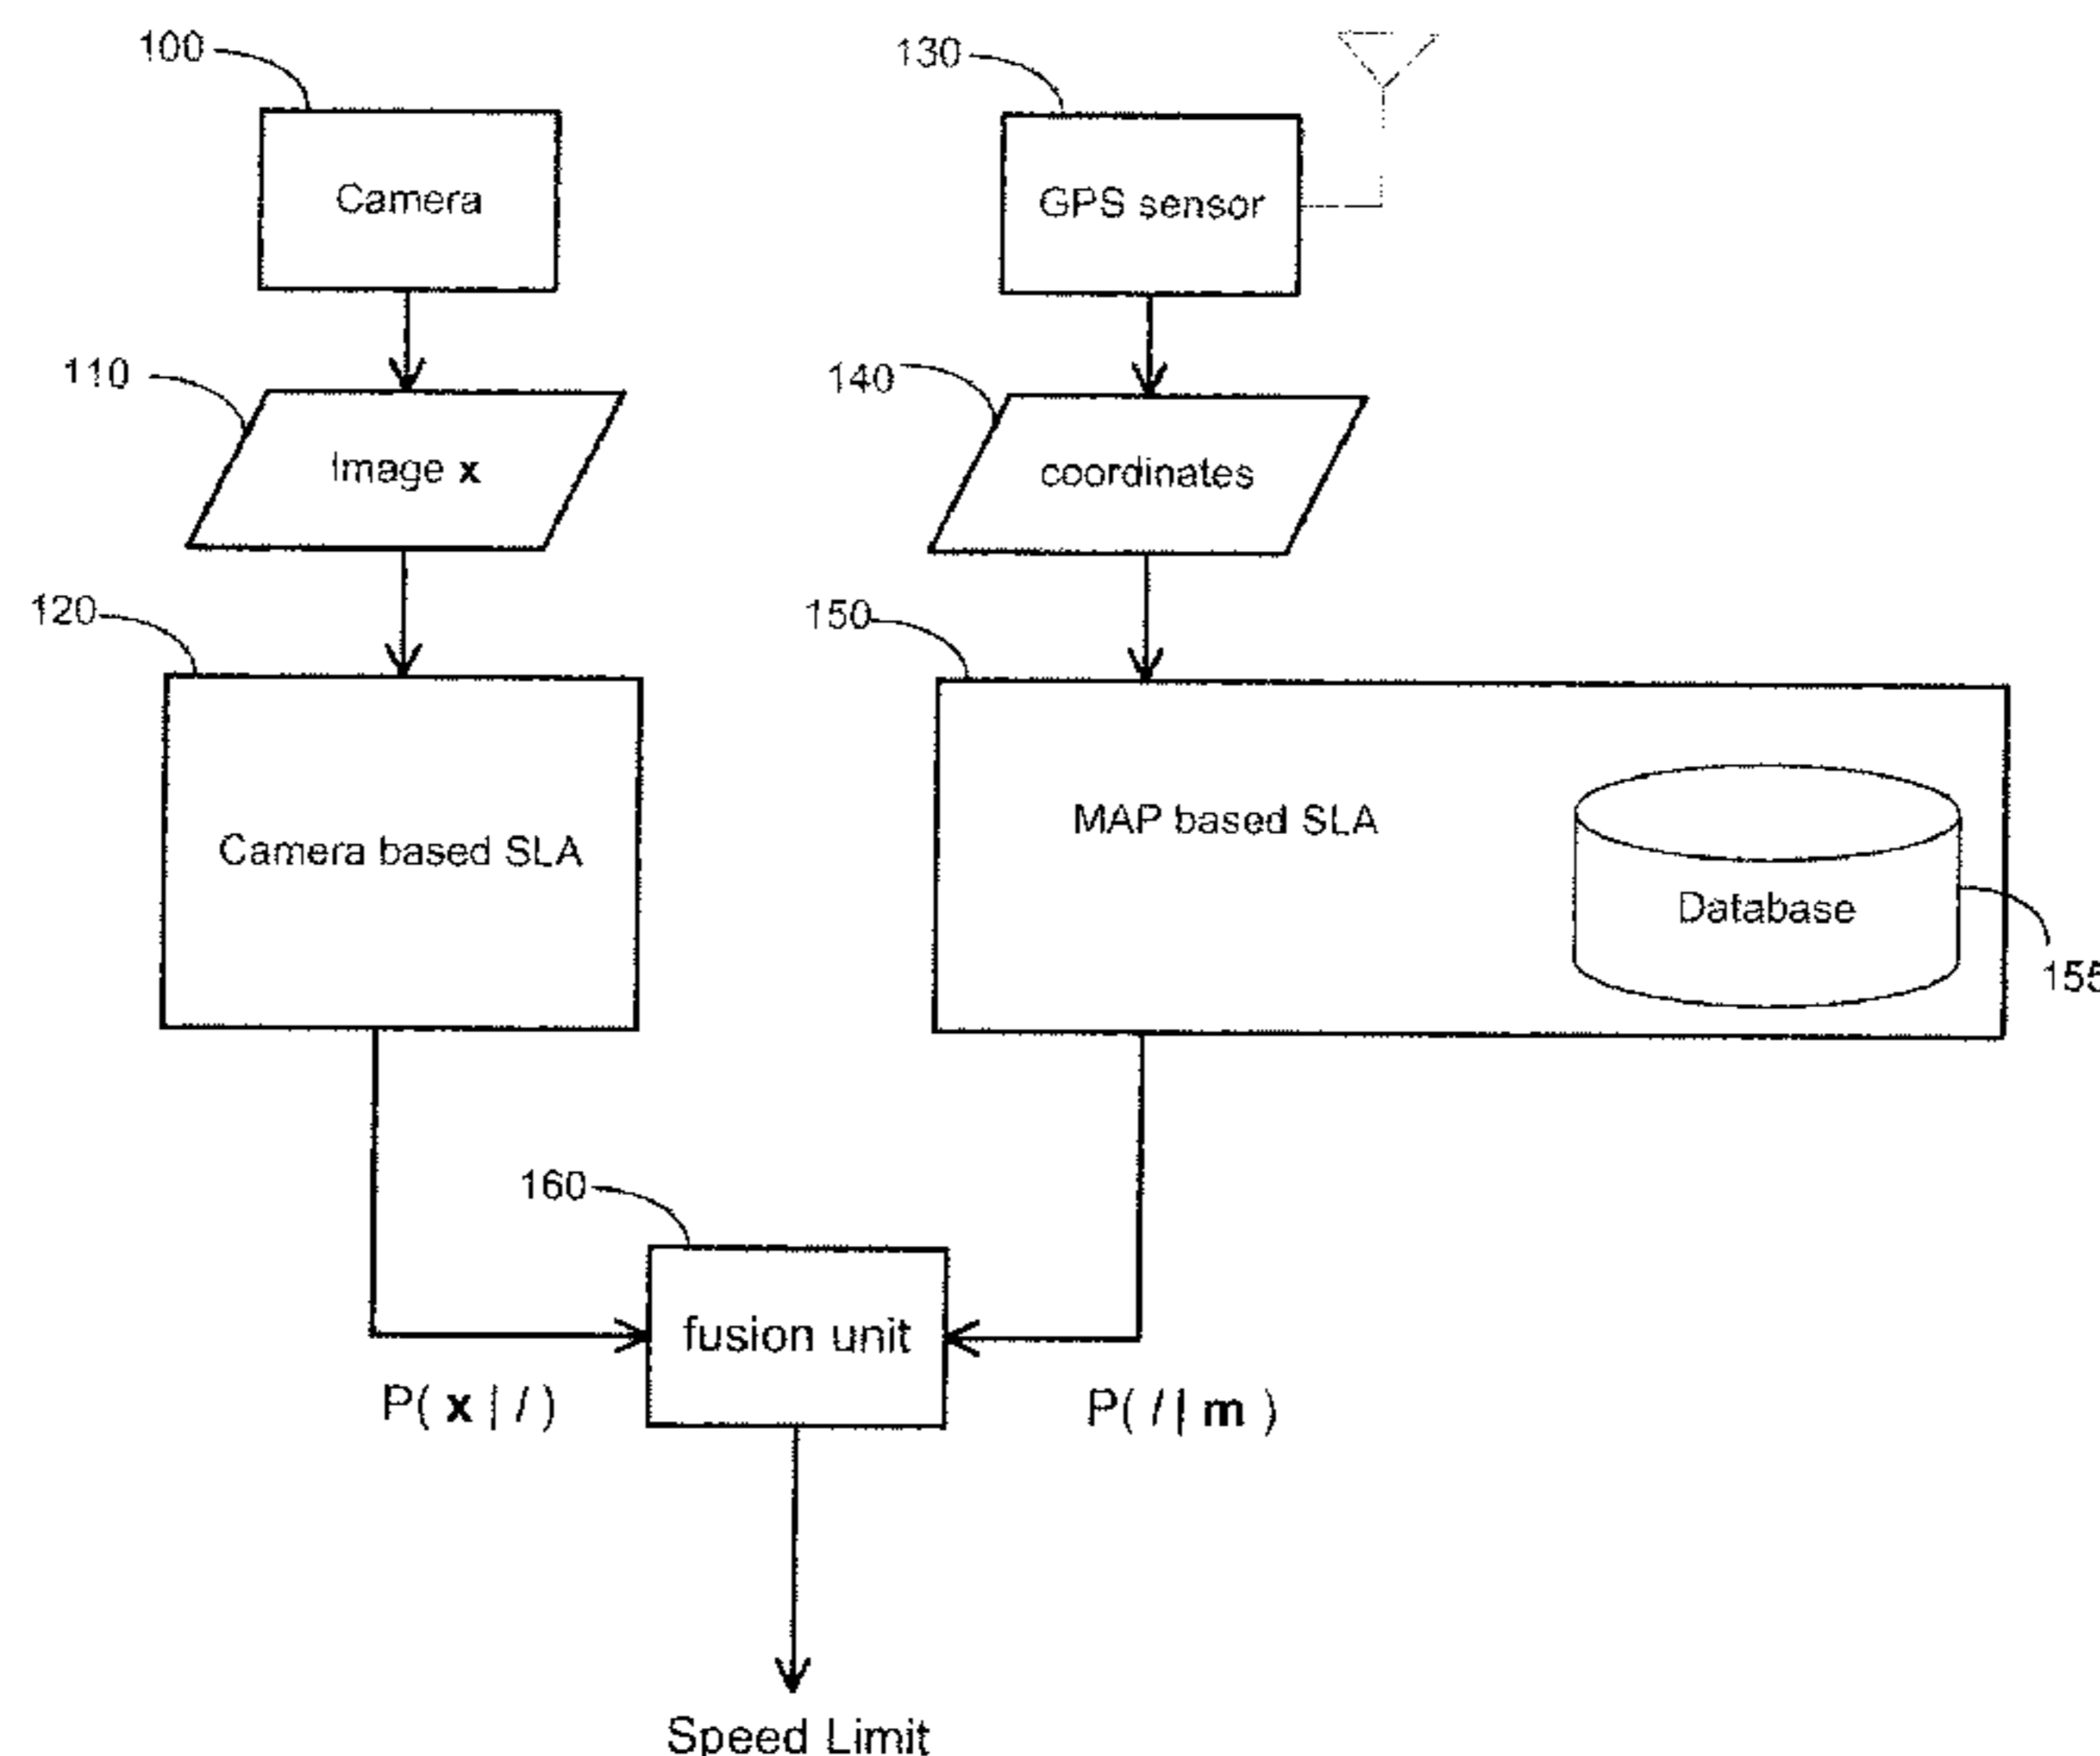 100
130
Camera
GPS sensor
110
140
Image x
coordinates
120
150
Camera based SLA
MAP based SLA
Database
155
160
fusion unit
P( x | l )
P( l | m )
Speed Limit